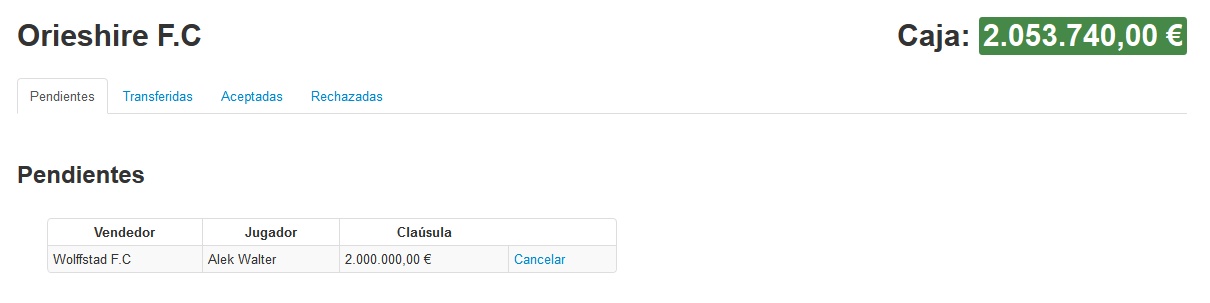 Orieshire F.C Caja: 2.053.740,00 €
Pendientes Transferidas Aceptadas Rechazadas
Pendientes
Vendedor Jugador Claúsula
Wolffstad F.C Alek Walter 2.000.000,00 € Cancelar